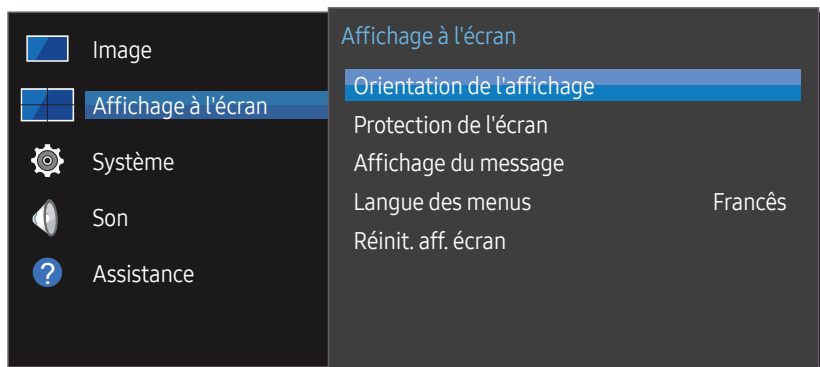 Image
Affichage à l'écran
Système
Son
Assistance
Affichage à l'écran
Orientation de l'affichage
Protection de l'écran
Affichage du message
Langue des menus Francês
Réinit. aff. écran